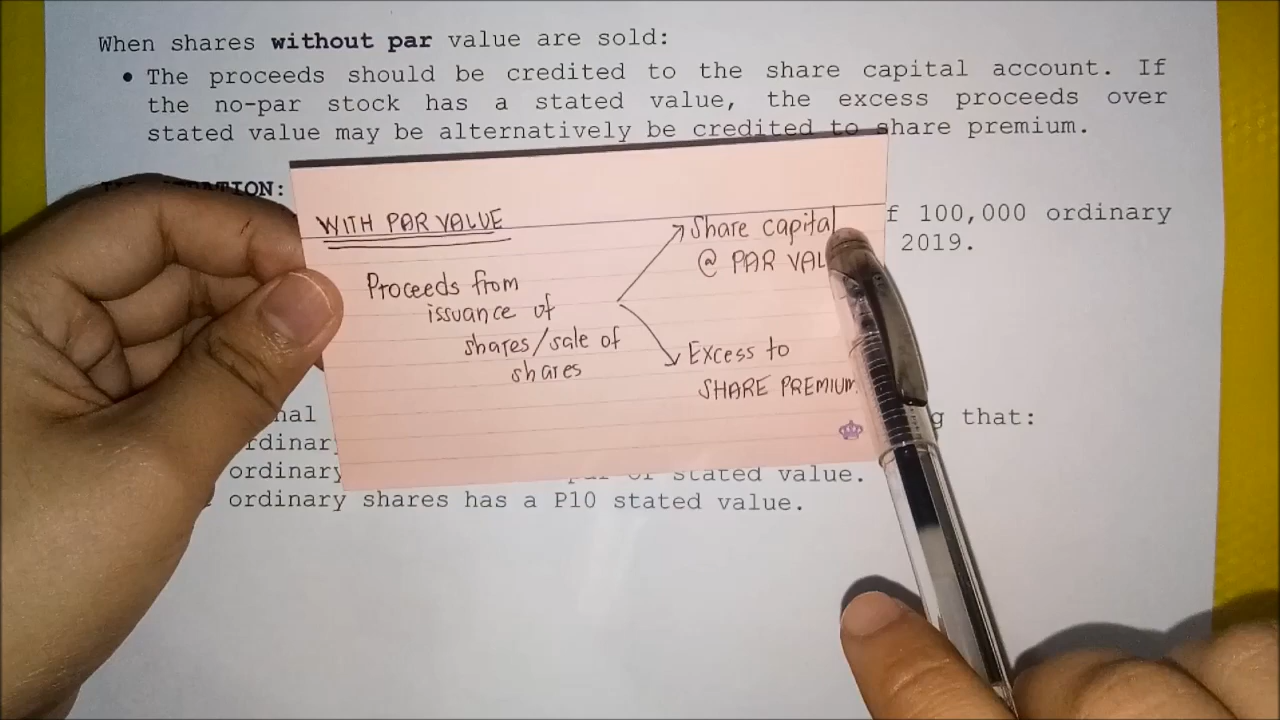 When shares without par value are sold:
• The proceeds should be credited to the share capital account. If
the no-par stock has a stated value, the excess proceeds over
stated value may be alternatively be credited to share premium.
WITH PAR VALUE
Proceeds from
issuance of
shares/sale of
shares
Share capital
@ PAR VAL
Excess to
SHARE PREMIUM
100,000 ordinary
2019.
that:
ordinary stated value.
ordinary shares has a P10 stated value.